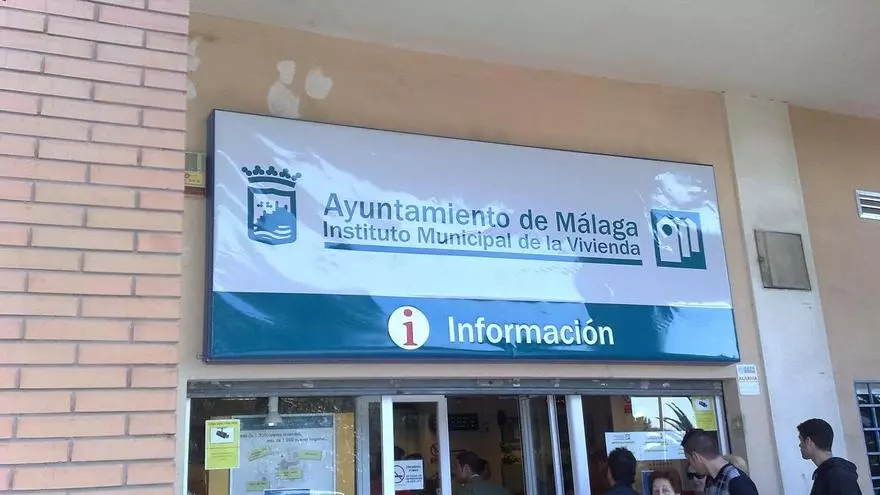 Ayuntamiento de Málaga
Instituto Municipal de la Vivienda
i Información